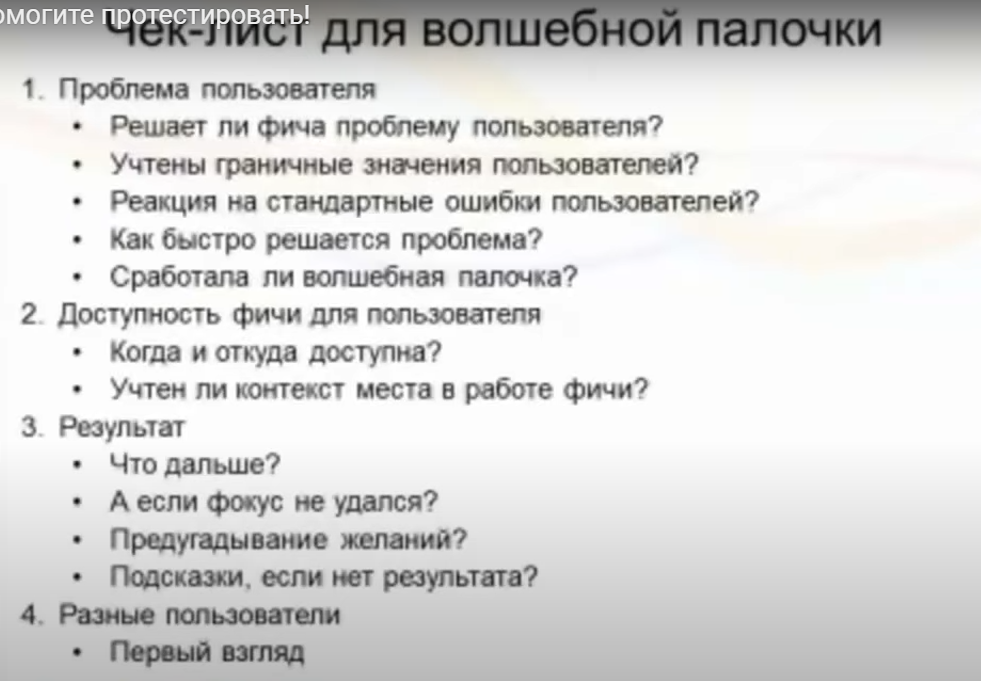 омогите протестировать!
Чек-лист для волшебной палочки
1. Проблема пользователя
• Решает ли фича проблему пользователя?
• Учтены граничные значения пользователей?
• Реакция на стандартные ошибки пользователей?
• Как быстро решается проблема?
• Сработала ли волшебная палочка?
2. Доступность фичи для пользователя
• Когда и откуда доступна?
• Учтен ли контекст места в работе фичи?
3. Результат
• Что дальше?
• А если фокус не удался?
• Предугадывание желаний?
• Подсказки, если нет результата?
4. Разные пользователи
• Первый взгляд